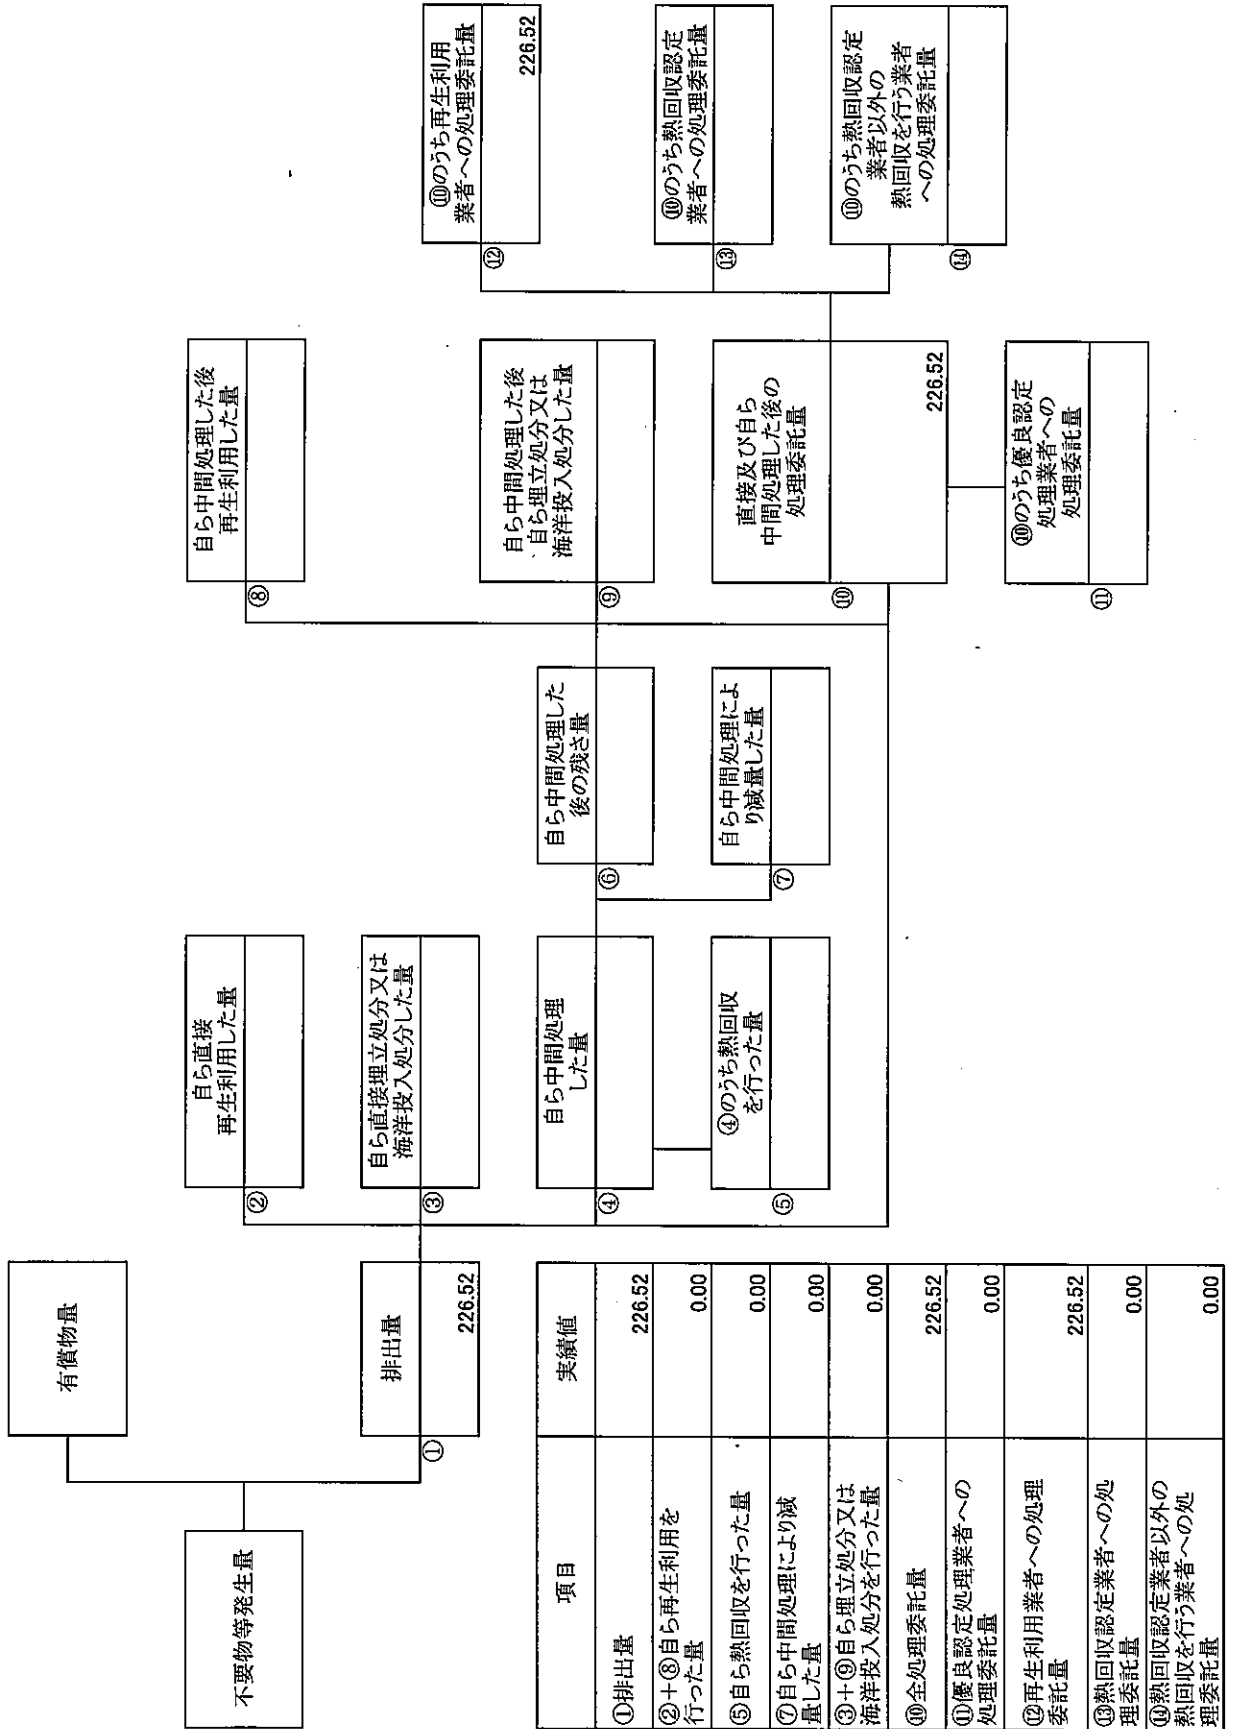 不要物等発生量
有償物量
①
排出量
226.52
②
自ら直接
再生利用した量
③
自ら直接埋立処分又は
海洋投入処分した量
④
自ら中間処理
した量
⑤
④のうち熱回収
を行った量
⑥
自ら中間処理した
後の残さ量
⑦
自ら中間処理によ
り減量した量
⑧
自ら中間処理した後
再生利用した量
⑨
自ら中間処理した後
自ら埋立処分又は
海洋投入処分した量
⑩
直接及び自ら
中間処理した後の
処理委託量
226.52
⑪
⑩のうち優良認定
処理業者への
処理委託量
⑫
⑩のうち再生利用
業者への処理委託量
226.52
⑬
⑩のうち熱回収認定
業者への処理委託量
⑭
⑩のうち熱回収認定
業者以外の
熱回収を行う業者
への処理委託量
項目 実績値
①排出量 226.52
②+⑧自ら再生利用を
行った量 0.00
⑤自ら熱回収を行った量 0.00
⑦自ら中間処理により減
量した量 0.00
③+⑨自ら埋立処分又は
海洋投入処分を行った量 0.00
⑩全処理委託量 226.52
⑪優良認定処理業者への
処理委託量 0.00
⑫再生利用業者への処理
委託量 226.52
⑬熱回収認定業者への処
理委託量 0.00
⑭熱回収認定業者以外の
熱回収を行う業者への処
理委託量 0.00